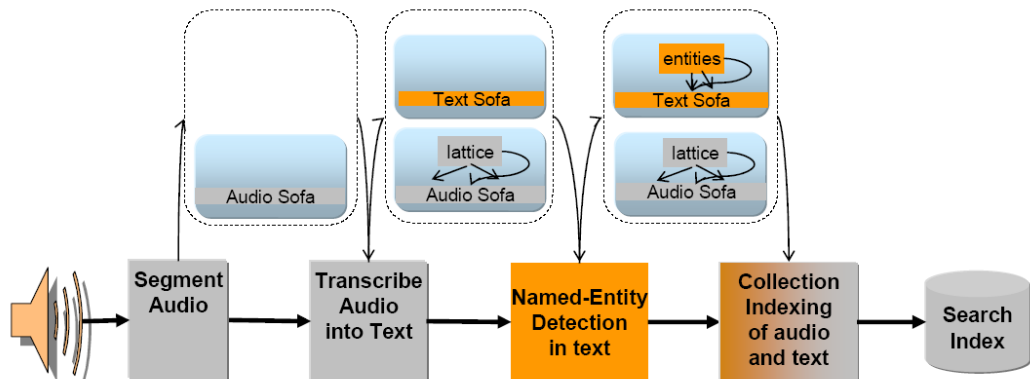 entities
Text Sofa
Text Sofa
lattice
lattice
Audio Sofa
Audio Sofa
Audio Sofa
Segment
Audio
Transcribe
Audio
into Text
Named-Entity
Detection
in text
Collection
Indexing
of audio
and text
Search
Index